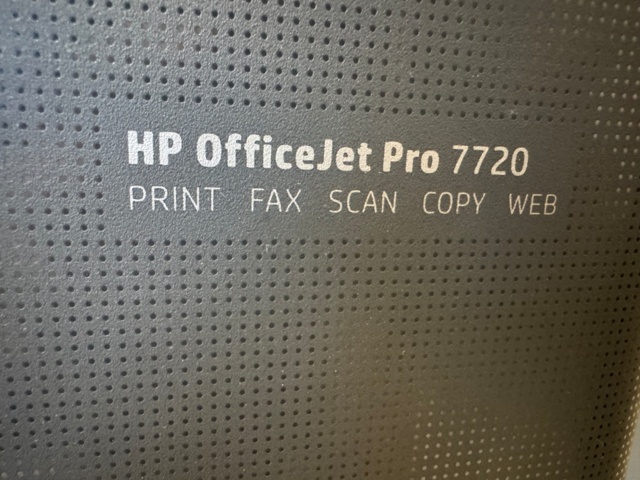 HP OfficeJet Pro 7720
PRINT FAX SCAN COPY WEB